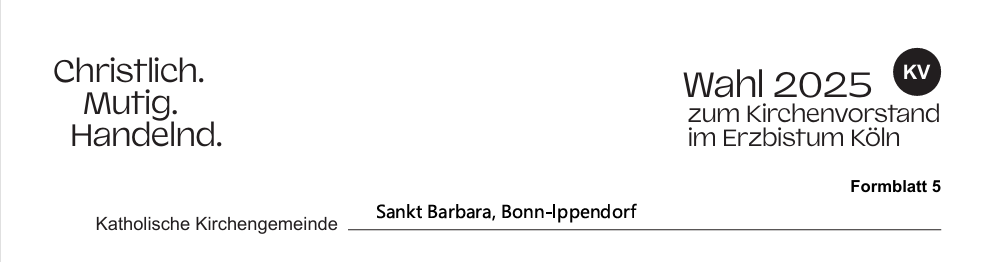 Christlich.
Mutig.
Handelnd.
KV
Wahl 2025
zum Kirchenvorstand
im Erzbistum Köln
Formblatt 5
Katholische Kirchengemeinde Sankt Barbara, Bonn-Ippendorf